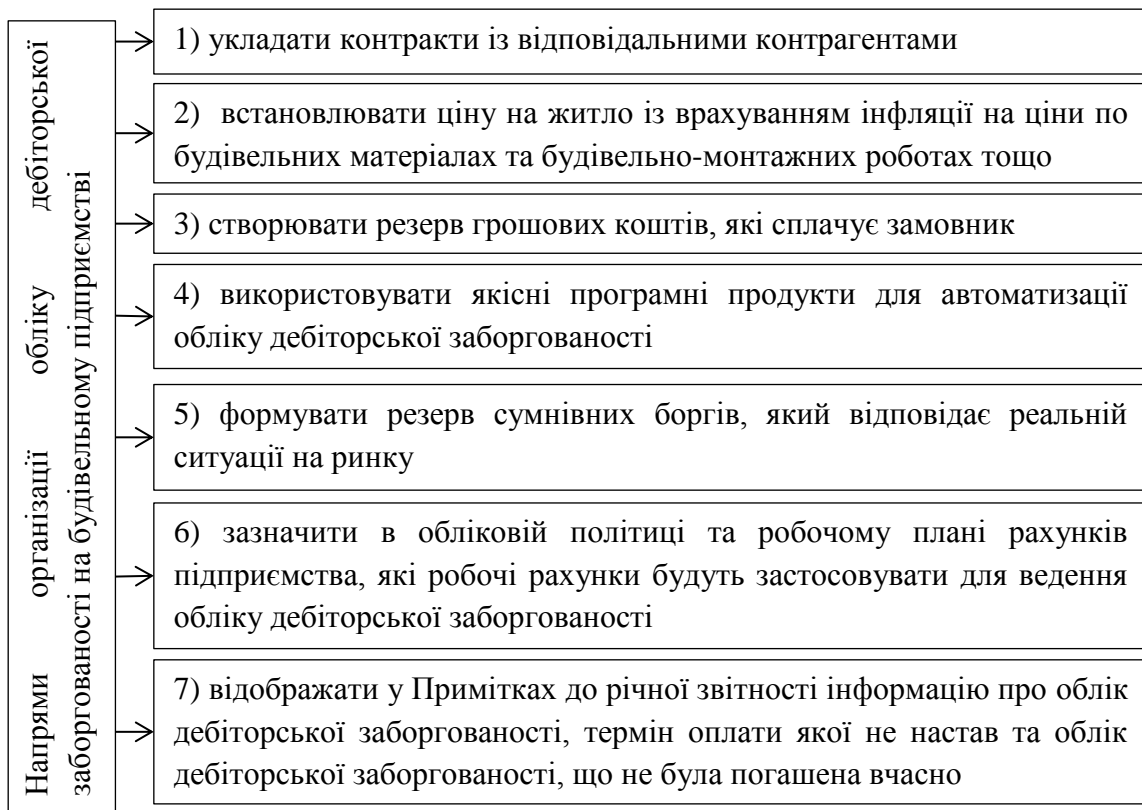 Напрями організації обліку дебіторської
заборгованості на будівельному підприємстві
1) укладати контракти із відповідальними контрагентами
2) встановлювати ціну на житло із врахуванням інфляції на ціни по
будівельних матеріалах та будівельно-монтажних роботах тощо
3) створювати резерв грошових коштів, які сплачує замовник
4) використовувати якісні програмні продукти для автоматизації
обліку дебіторської заборгованості
5) формувати резерв сумнівних боргів, який відповідає реальній
ситуації на ринку
6) зазначити в обліковій політиці та робочому плані рахунків
підприємства, які робочі рахунки будуть застосовувати для ведення
обліку дебіторської заборгованості
7) відображати у Примітках до річної звітності інформацію про облік
дебіторської заборгованості, термін оплати якої не настав та облік
дебіторської заборгованості, що не була погашена вчасно